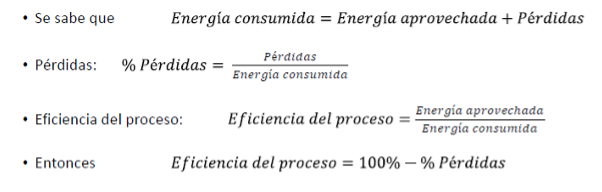 • Se sabe que Energía consumida = Energía aprovechada + Pérdidas
• Pérdidas: % Pérdidas = Pérdidas / Energía consumida
• Eficiencia del proceso: Eficiencia del proceso = Energía aprovechada / Energía consumida
• Entonces Eficiencia del proceso = 100% − % Pérdidas